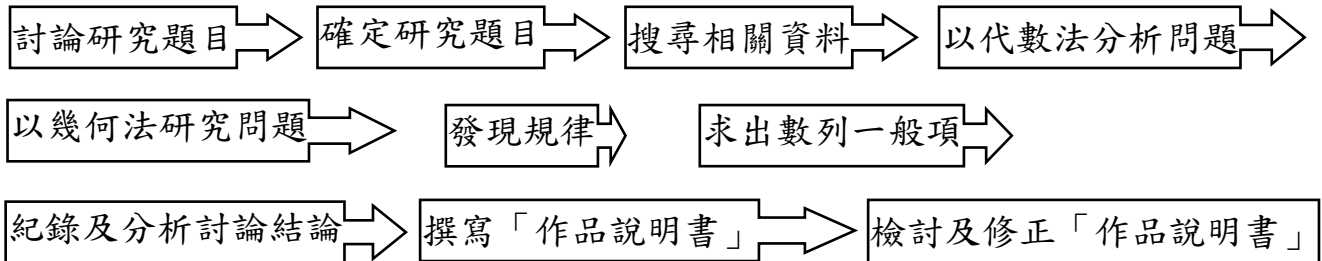 討論研究題目 確定研究題目 搜尋相關資料 以代數法分析問題
以幾何法研究問題 發現規律 求出數列一般項
紀錄及分析討論結論 撰寫「作品說明書」 檢討及修正「作品說明書」